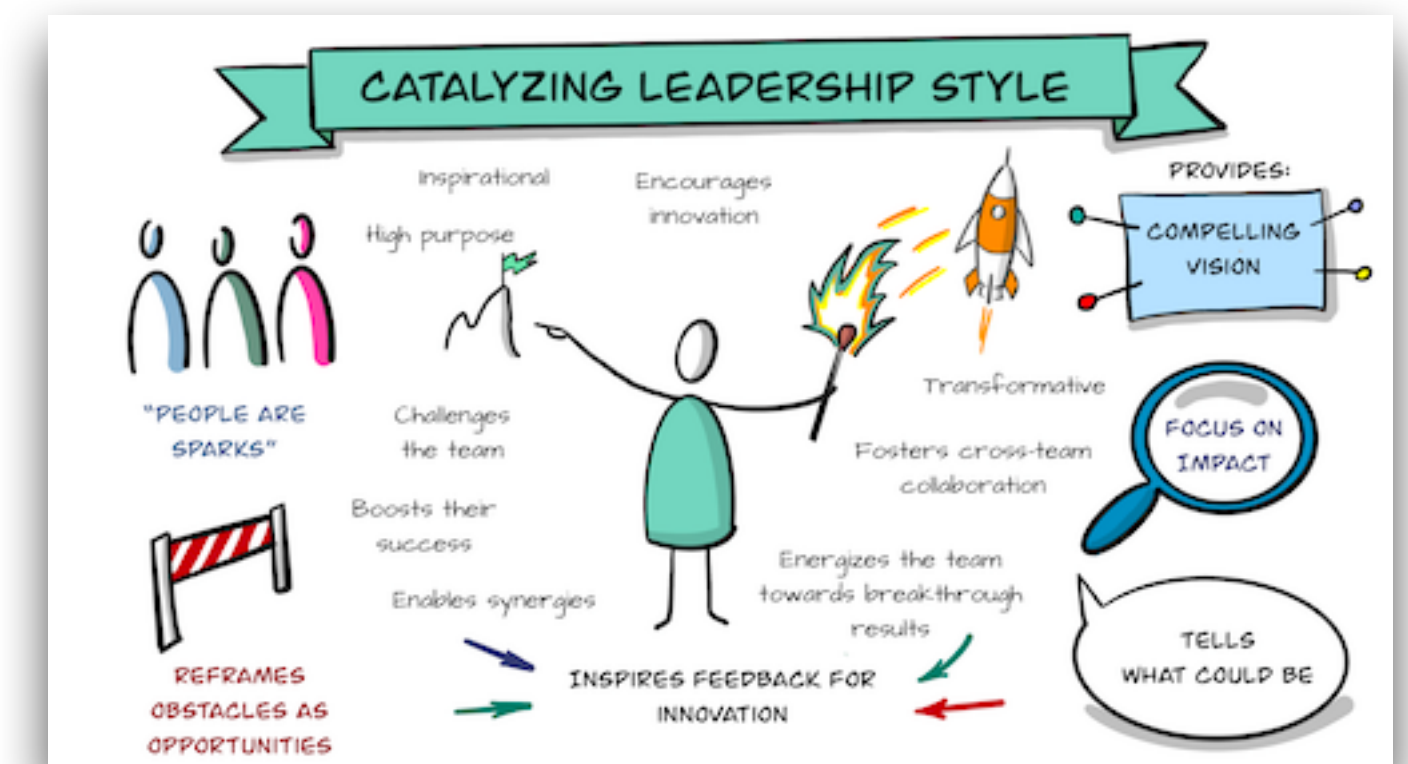 CATALYZING LEADERSHIP STYLE
Inspirational
High purpose
Encourages
innovation
PROVIDES:
COMPELLING
VISION
"PEOPLE ARE
SPARKS"
Challenges
the team
Transformative
FOCUS ON
IMPACT
Fosters cross-team
collaboration
Boosts their
success
Enables synergies
Energizes the team
towards breakthrough
results
TELLS
WHAT COULD BE
REFRAMES
OBSTACLES AS
OPPORTUNITIES
INSPIRES FEEDBACK FOR
INNOVATION